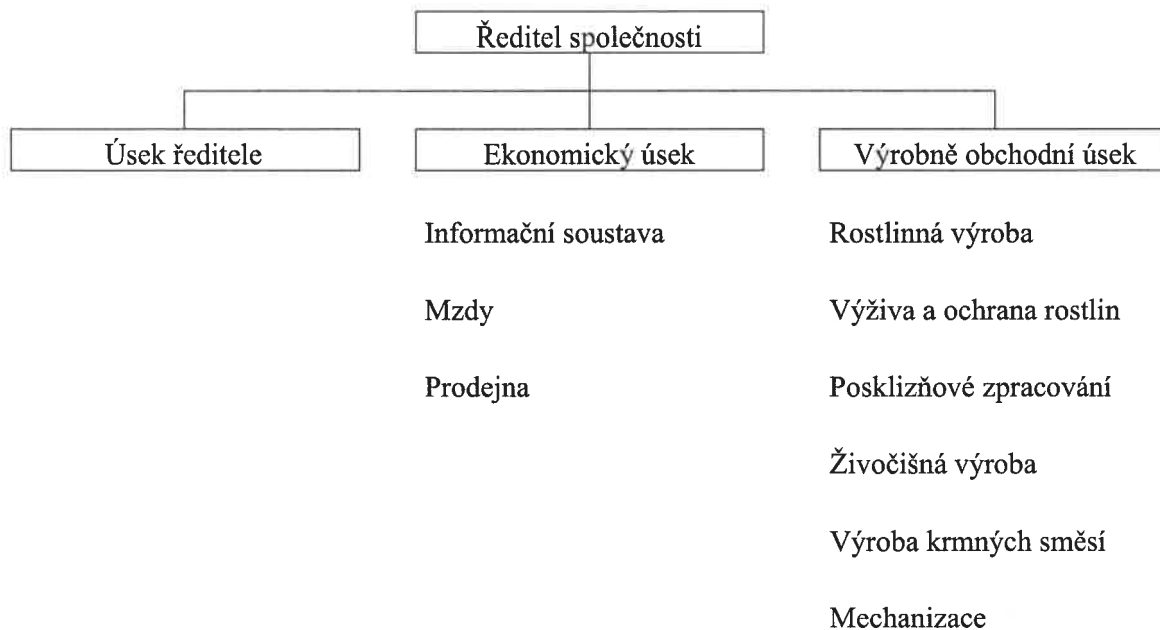 Ředitel společnosti
Úsek ředitele
Ekonomický úsek
Výrobně obchodní úsek
Informační soustava
Rostlinná výroba
Mzdy
Výživa a ochrana rostlin
Prodejna
Posklizňové zpracování
Živočišná výroba
Výroba krmných směsí
Mechanizace